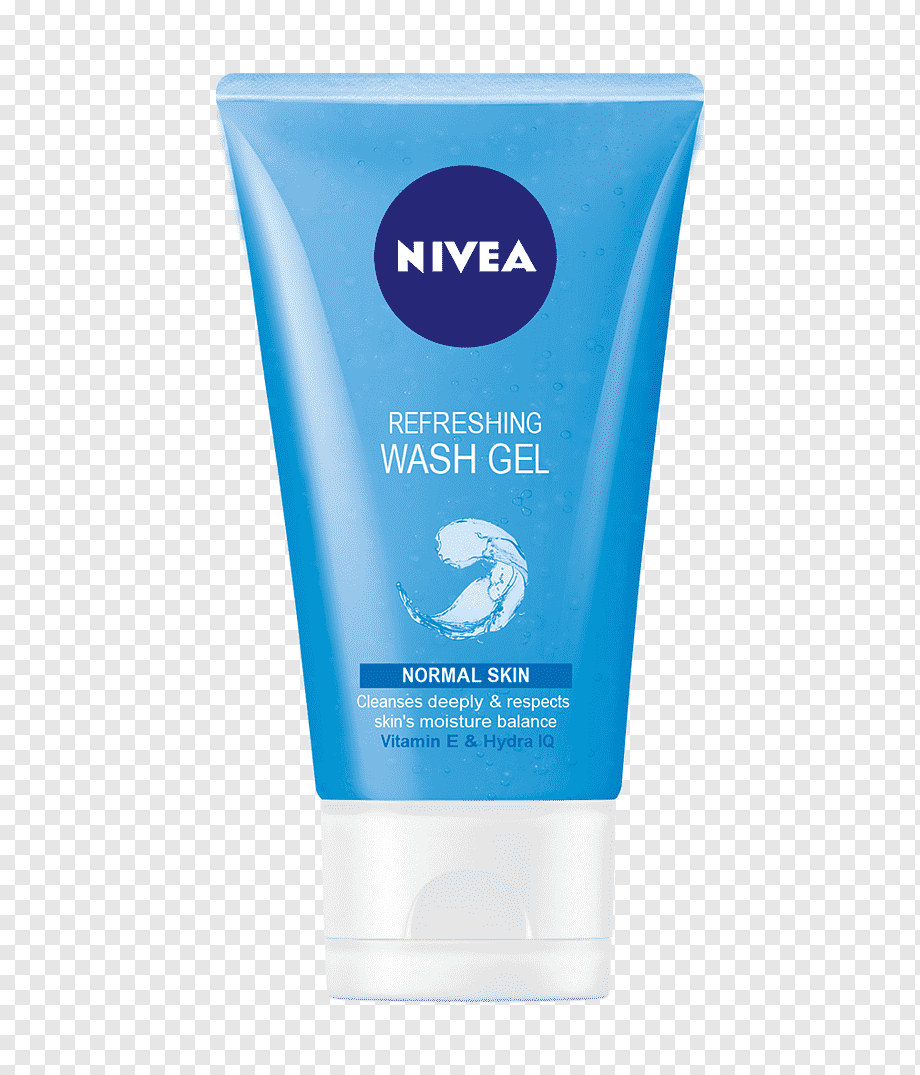 NIVEA
REFRESHING
WASH GEL
NORMAL SKIN
Cleanses deeply & respects
skin's moisture balance
Vitamin E & Hydra IQ